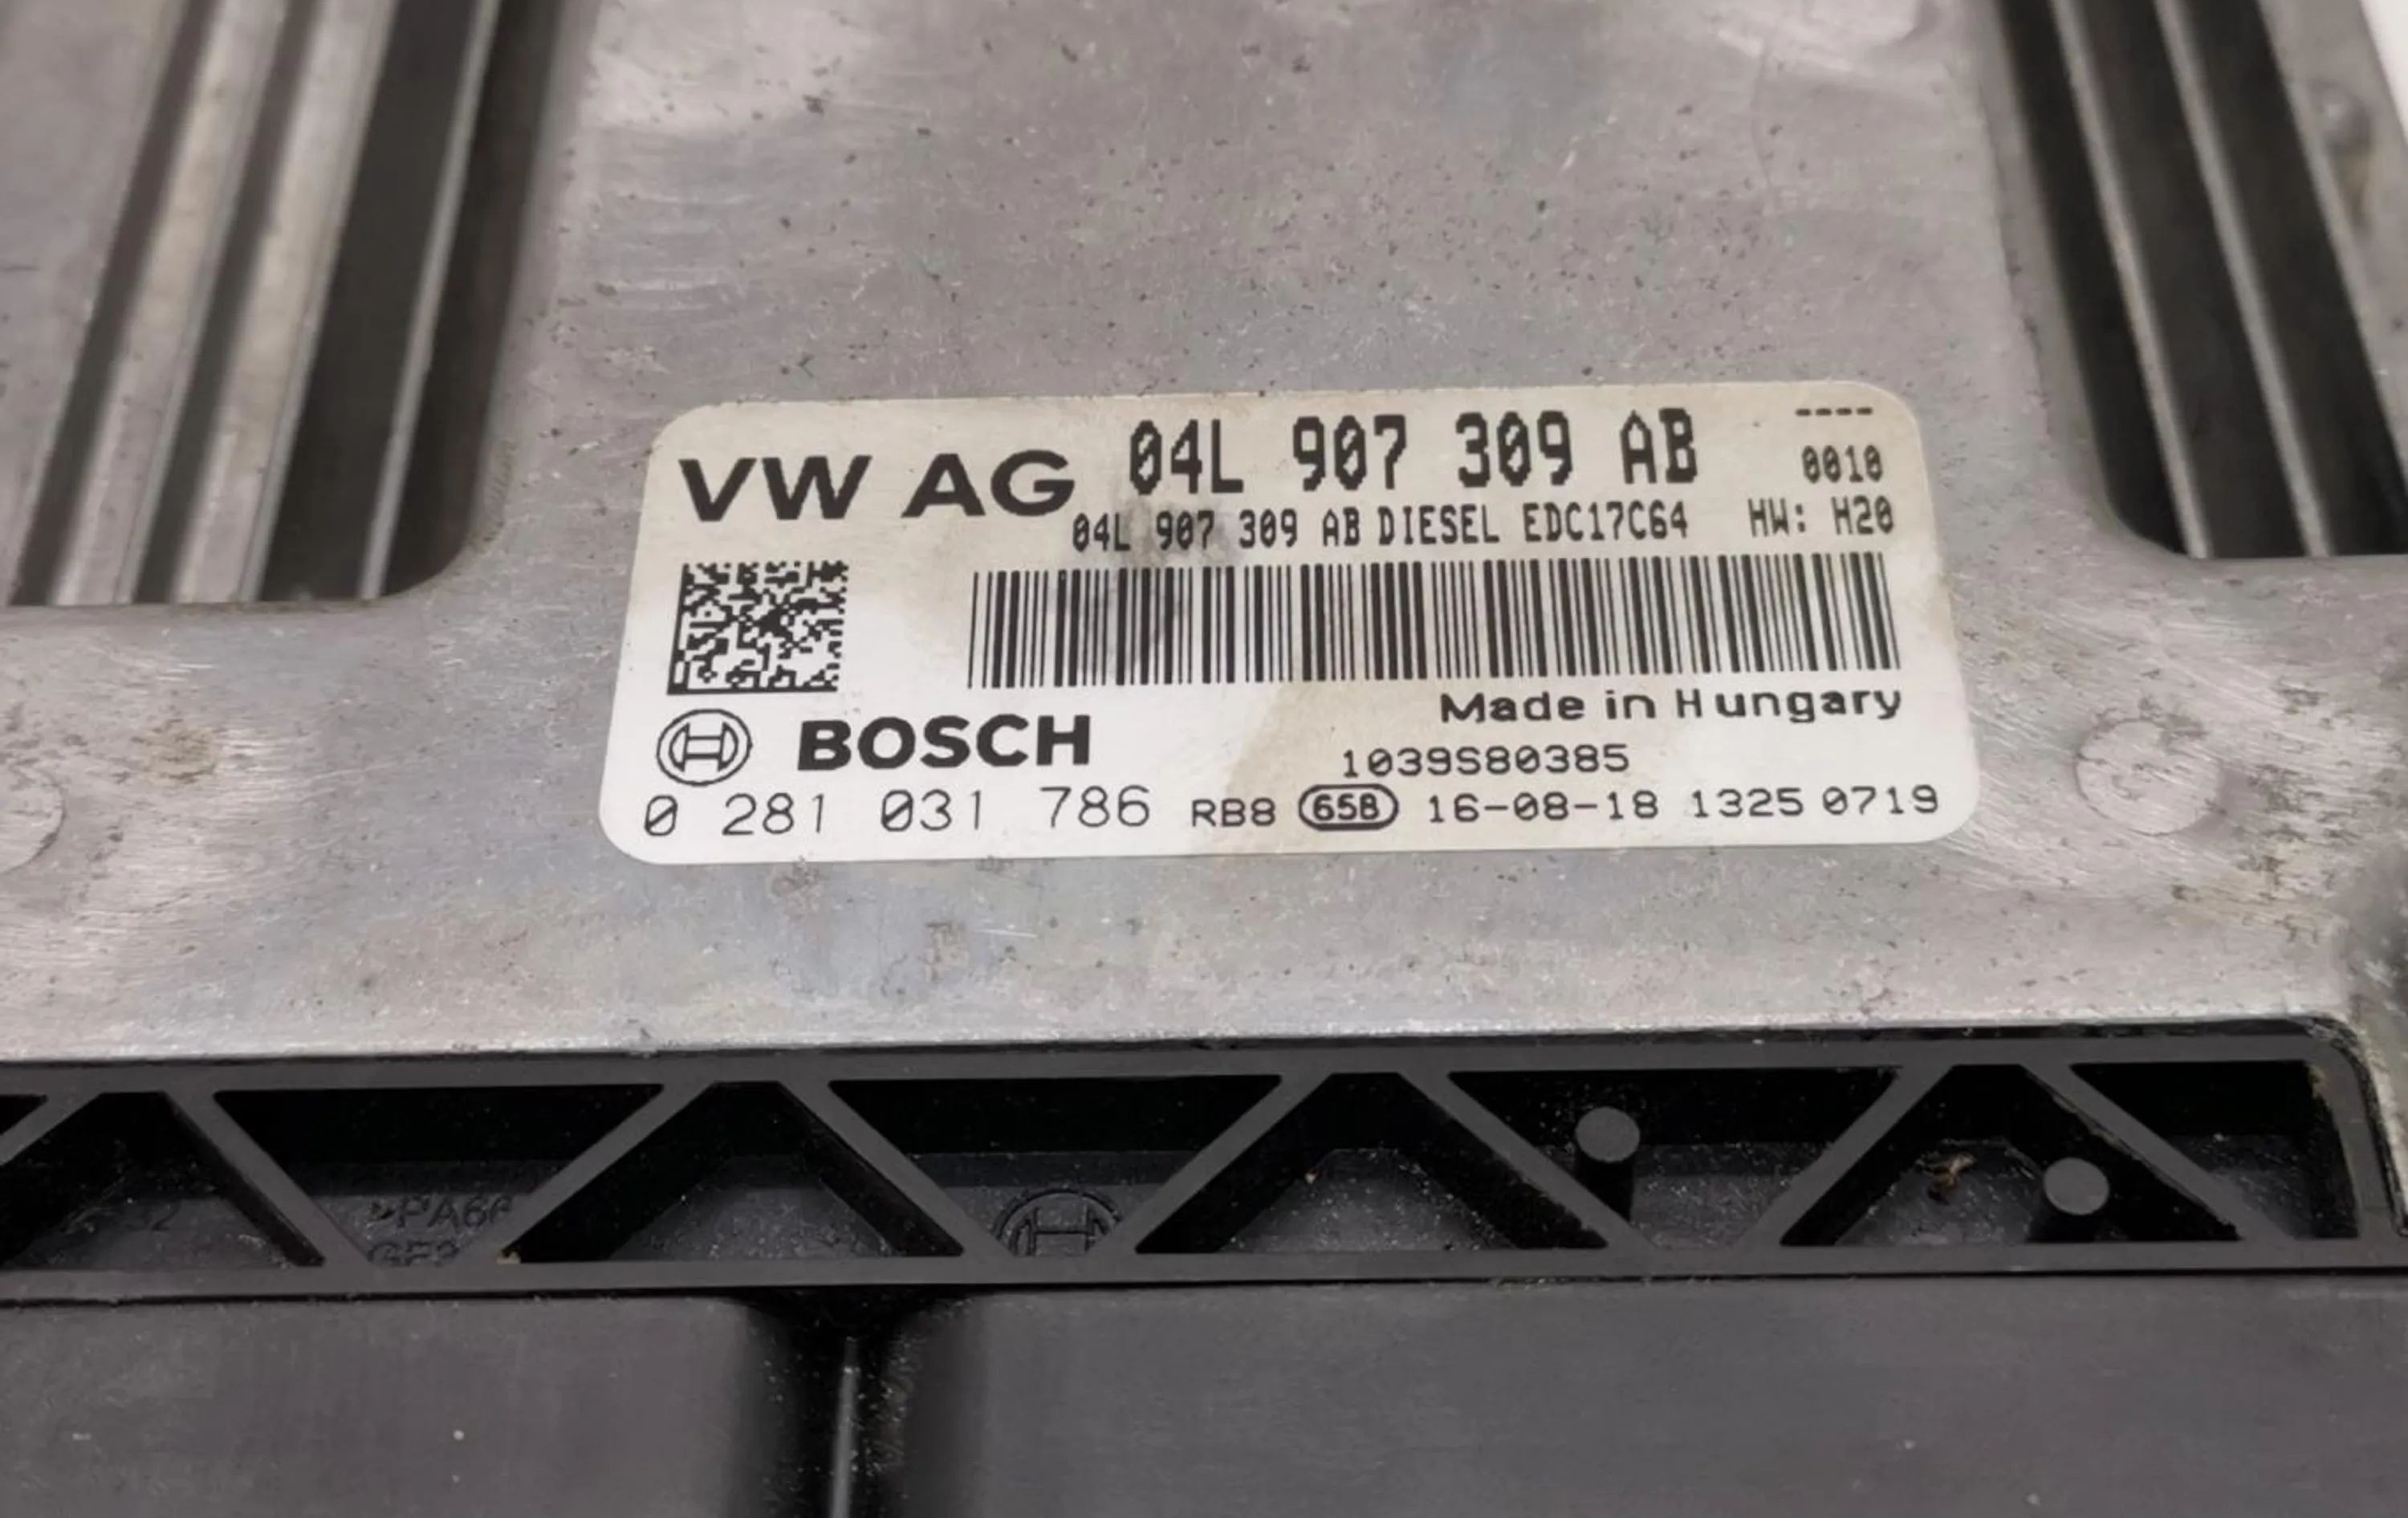 VW AG 04L 907 309 AB ----
0010
04L 907 309 AB DIESEL EDC17C64 HW: H20
Made in Hungary
BOSCH
1039S80385
0 281 031 786 RB8 65B 16-08-18 1325 0719